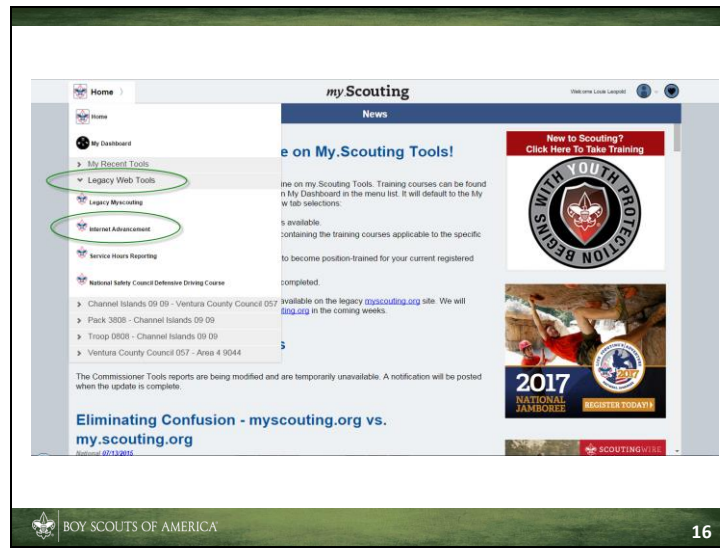 Home
my.Scouting
Welcome Louis Leopold
News
Home
My Dashboard
My Recent Tools
Legacy Web Tools
Legacy Myscouting
Internet Advancement
Service Hours Reporting
National Safety Council Defensive Driving Course
Channel Islands 09 09 - Ventura County Council 057
Pack 3808 - Channel Islands 09 09
Troop 0808 - Channel Islands 09 09
Ventura County Council 057 - Area 4 9044
e on My.Scouting Tools!
ne on my.Scouting Tools. Training courses can be found
n My Dashboard in the menu list. It will default to the My
w tab selections:
s available.
containing the training courses applicable to the specific
to become position-trained for your current registered
completed.
available on the legacy myscouting.org site. We will
ting.org in the coming weeks.
s
The Commissioner Tools reports are being modified and are temporarily unavailable. A notification will be posted
when the update is complete.
Eliminating Confusion - myscouting.org vs.
my.scouting.org
National 07/13/2015
New to Scouting?
Click Here To Take Training
YOUTH PROTECTION
BEGINS WITH YOU
2017
NATIONAL
JAMBOREE
2017
REGISTER TODAY!
SCOUTINGWIRE
BOY SCOUTS OF AMERICA
16